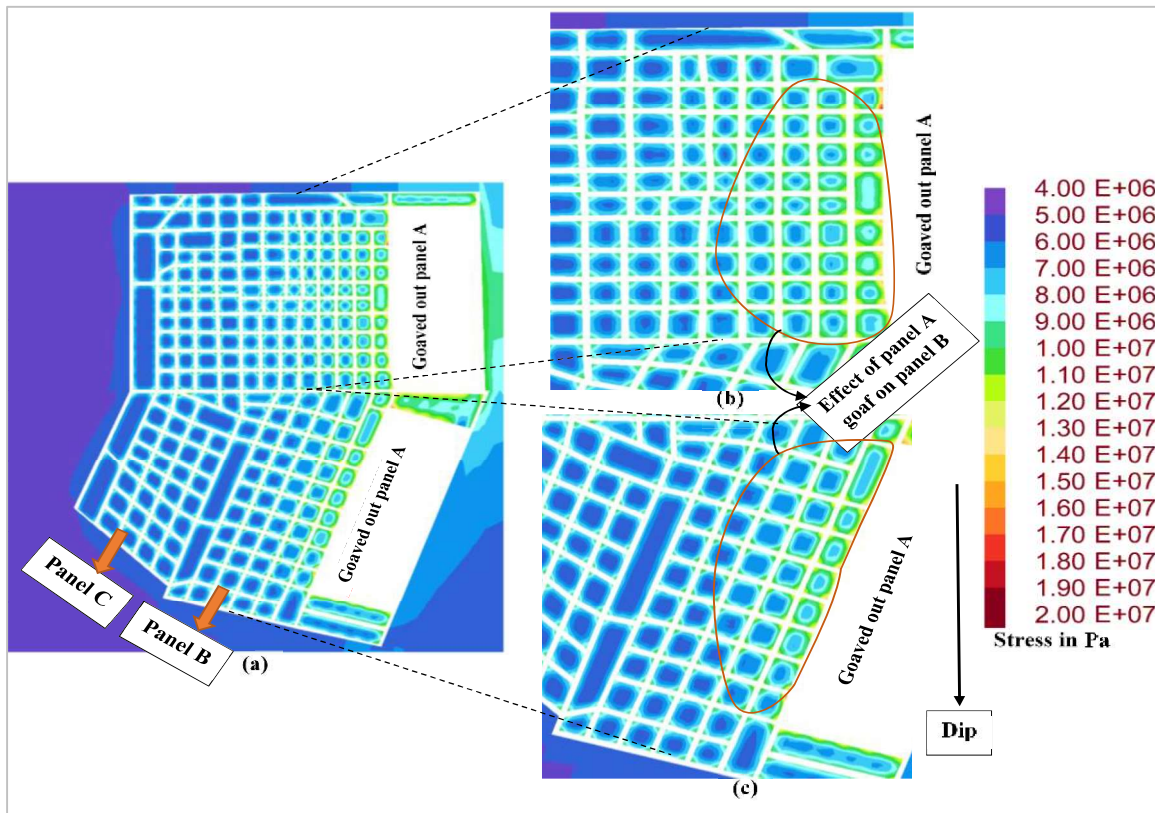 Goaved out panel A
Goaved out panel A
Panel C
Panel B
(a)
Goaved out panel A
(b)
Effect of panel A
goaf on panel B
Goaved out panel A
(c)
4.00 E+06
5.00 E+06
6.00 E+06
7.00 E+06
8.00 E+06
9.00 E+06
1.00 E+07
1.10 E+07
1.20 E+07
1.30 E+07
1.40 E+07
1.50 E+07
1.60 E+07
1.70 E+07
1.80 E+07
1.90 E+07
2.00 E+07
Stress in Pa
Dip